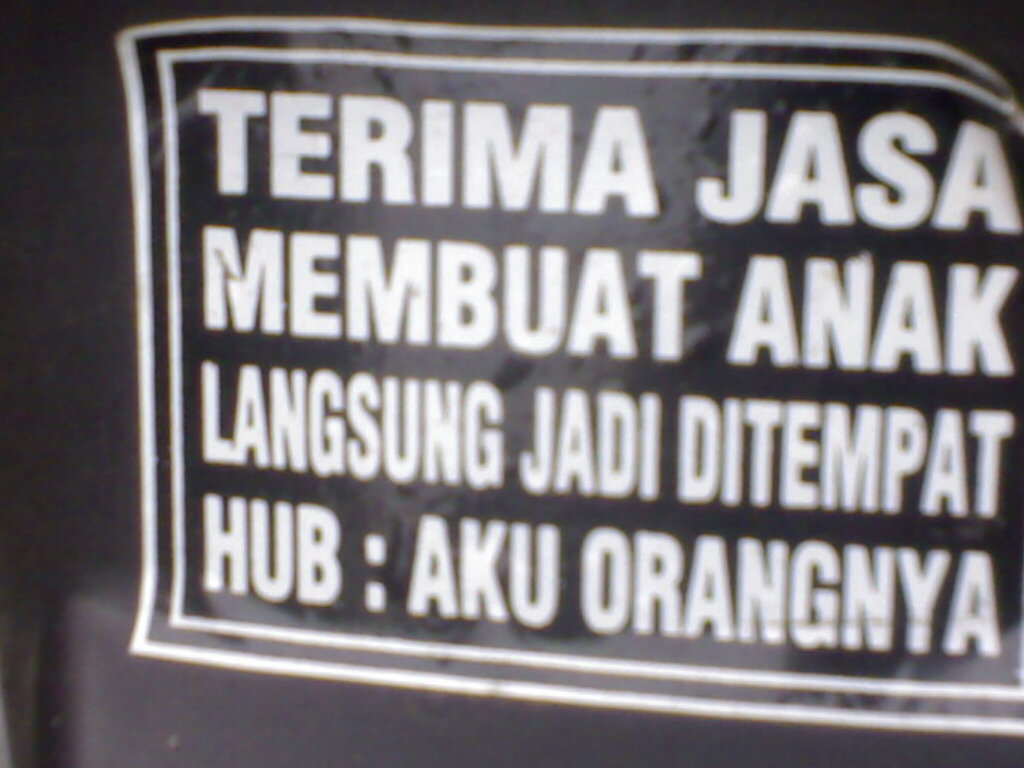 TERIMA JASA
MEMBUAT ANAK
LANGSUNG JADI DITEMPAT
HUB : AKU ORANGNYA